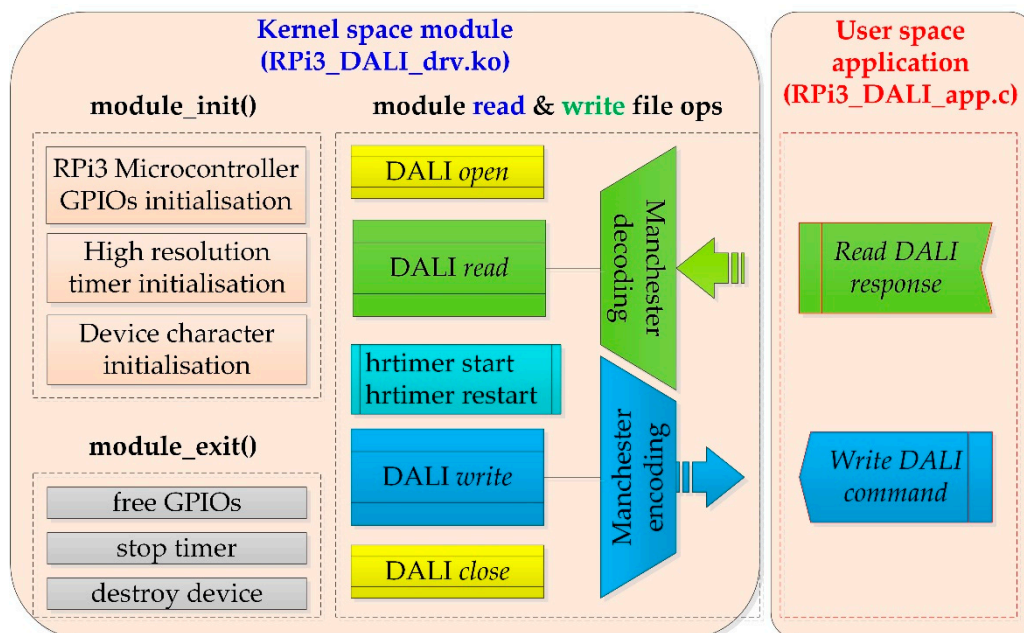 Kernel space module
(RPi3_DALI_drv.ko)
module_init()
RPi3 Microcontroller
GPIOs initialisation
High resolution
timer initialisation
Device character
initialisation
module_exit()
free GPIOs
stop timer
destroy device
module read & write file ops
DALI open
DALI read
hrtimer start
hrtimer restart
DALI write
DALI close
Manchester
decoding
Manchester
encoding
User space
application
(RPi3_DALI_app.c)
Read DALI
response
Write DALI
command